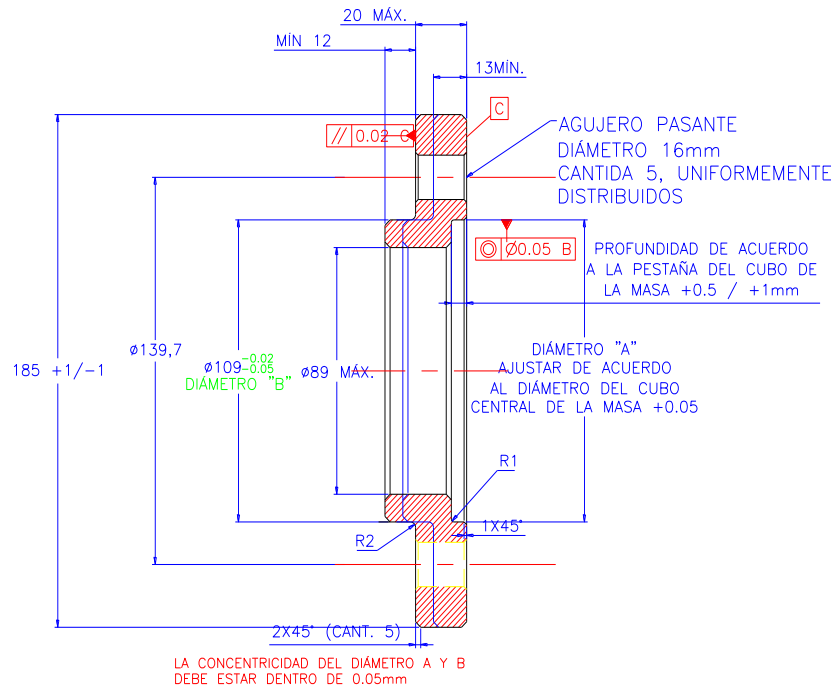 20 MÁX.
MÍN 12
13MÍN.
C
// 0.02 C
AGUJERO PASANTE
DIÁMETRO 16mm
CANTIDA 5, UNIFORMEMENTE
DISTRIBUIDOS
◎ Ø0.05 B
PROFUNDIDAD DE ACUERDO
A LA PESTAÑA DEL CUBO DE
LA MASA +0.5 / +1mm
185 +1/-1
Ø139,7
Ø109 -0.02
-0.05
DIÁMETRO "B"
Ø89 MÁX.
DIÁMETRO "A"
AJUSTAR DE ACUERDO
AL DIÁMETRO DEL CUBO
CENTRAL DE LA MASA +0.05
R1
R2
1X45°
2X45° (CANT. 5)
LA CONCENTRICIDAD DEL DIÁMETRO A Y B
DEBE ESTAR DENTRO DE 0.05mm